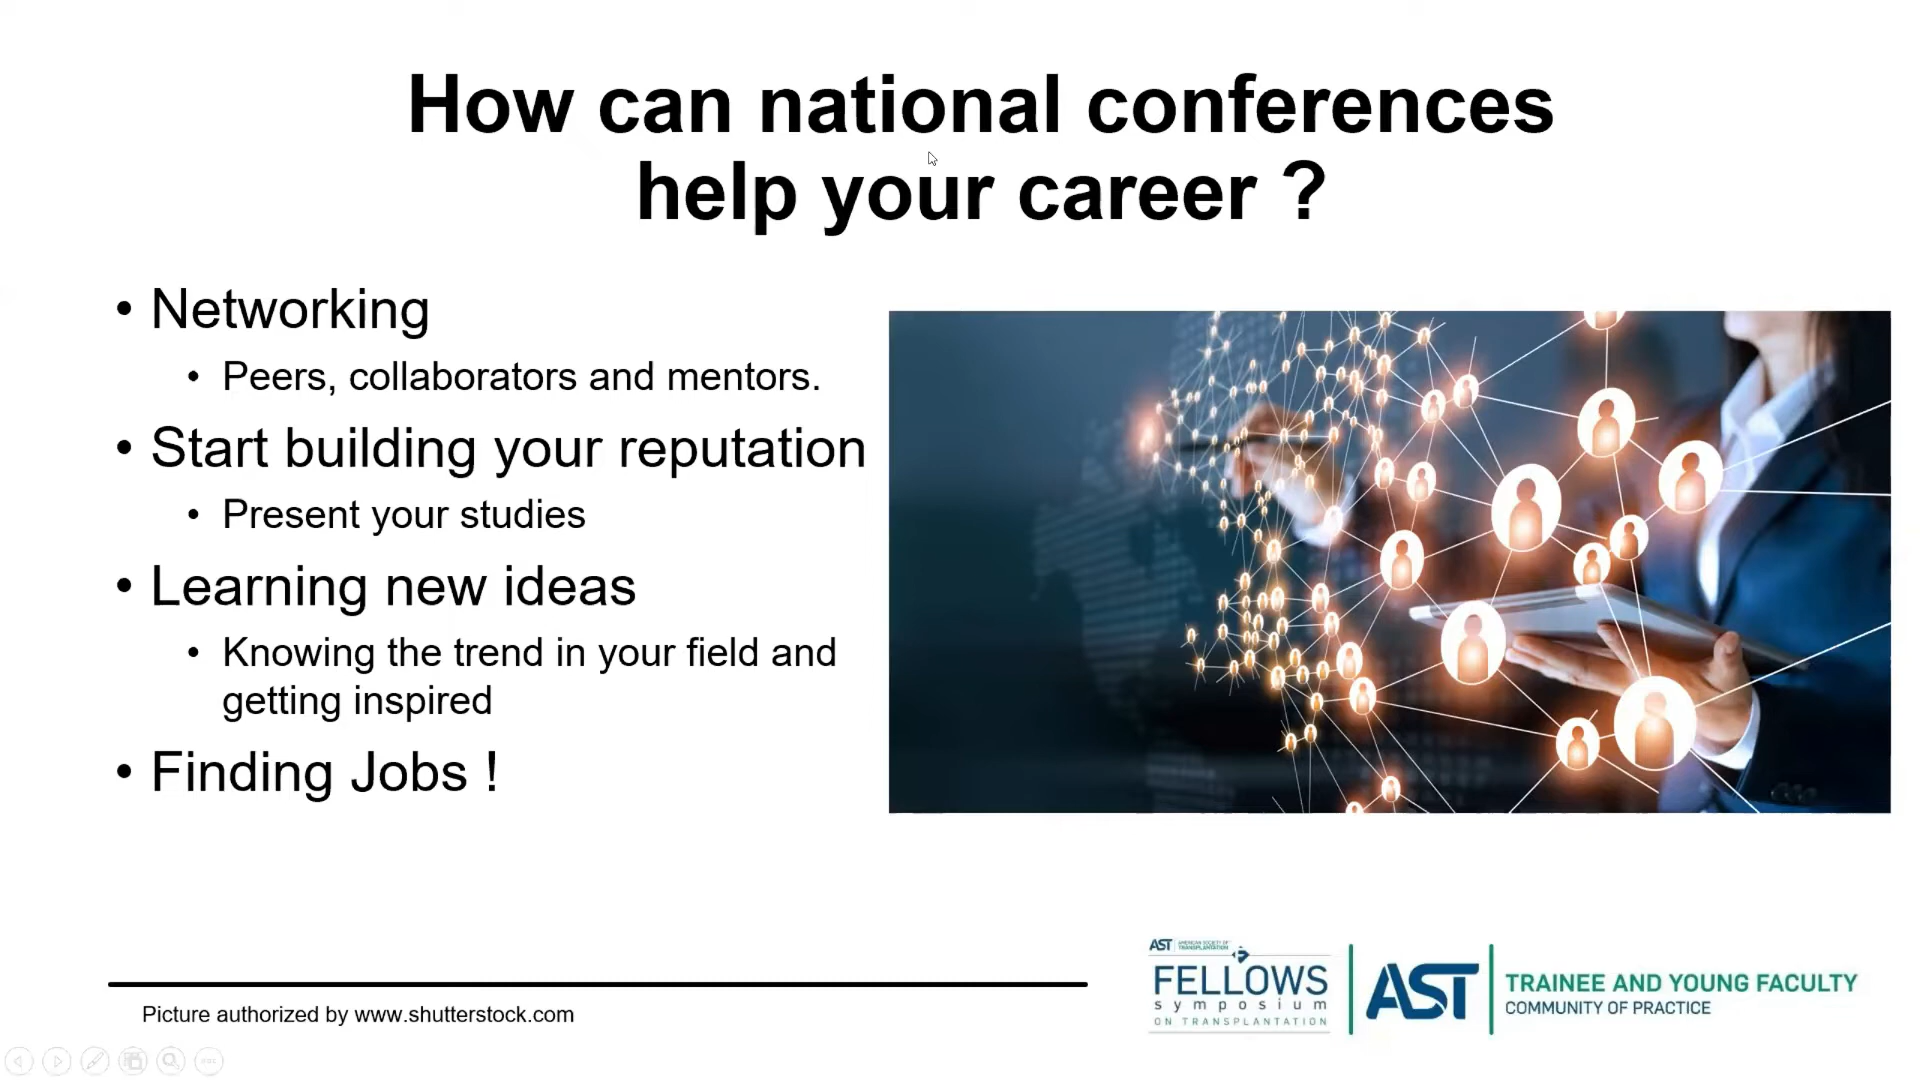 How can national conferences
help your career ?
• Networking
• Peers, collaborators and mentors.
• Start building your reputation
• Present your studies
• Learning new ideas
• Knowing the trend in your field and
getting inspired
• Finding Jobs !
Picture authorized by www.shutterstock.com
AST AMERICAN SOCIETY OF
TRANSPLANTATION
FELLOWS
symposium
ON TRANSPLANTATION
AST
TRAINEE AND YOUNG FACULTY
COMMUNITY OF PRACTICE